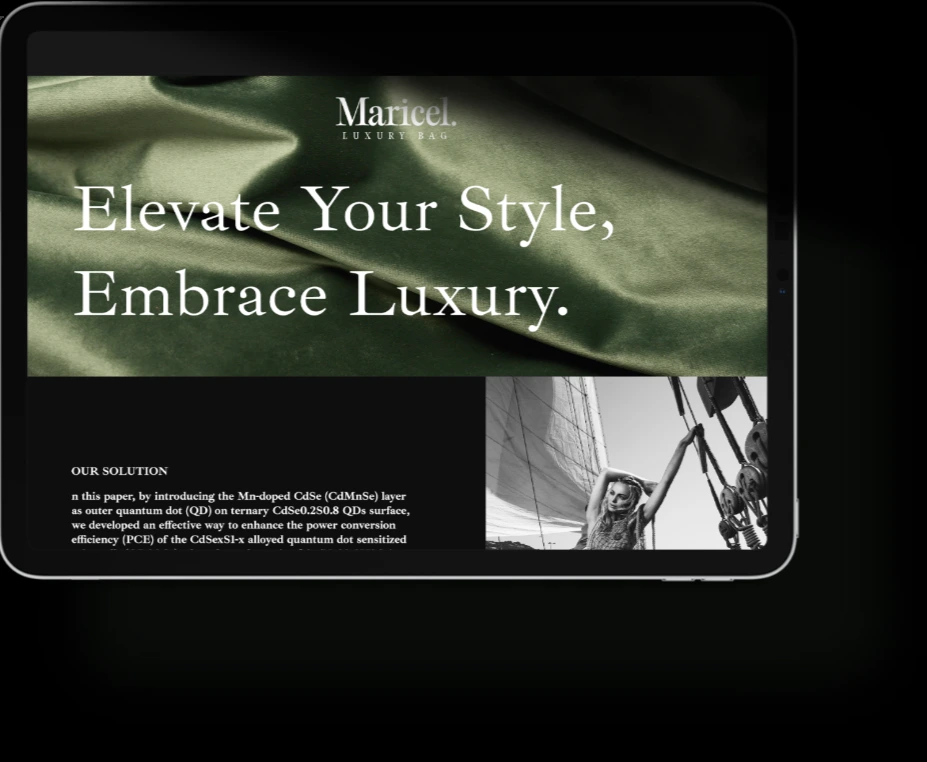 Maricel.
LUXURY BAG
Elevate Your Style,
Embrace Luxury.
OUR SOLUTION
n this paper, by introducing the Mn-doped CdSe (CdMnSe) layer
as outer quantum dot (QD) on ternary CdSe0.2S0.8 QDs surface,
we developed an effective way to enhance the power conversion
efficiency (PCE) of the CdSexS1-x alloyed quantum dot sensitized